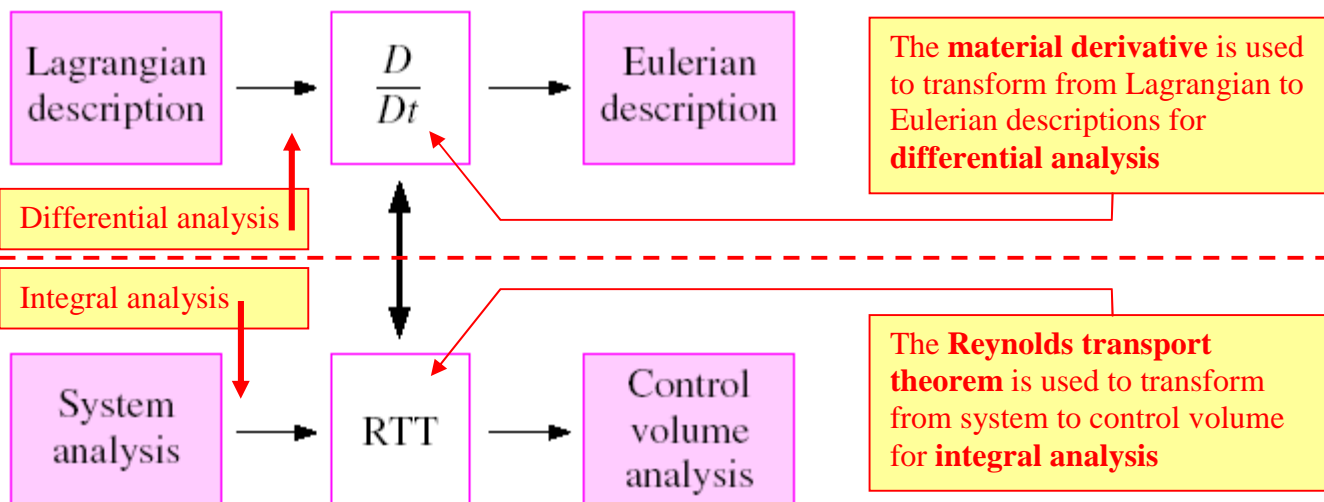 Lagrangian
description
D
Dt
Eulerian
description
The material derivative is used
to transform from Lagrangian to
Eulerian descriptions for
differential analysis
Differential analysis
Integral analysis
System
analysis
RTT
Control
volume
analysis
The Reynolds transport
theorem is used to transform
from system to control volume
for integral analysis